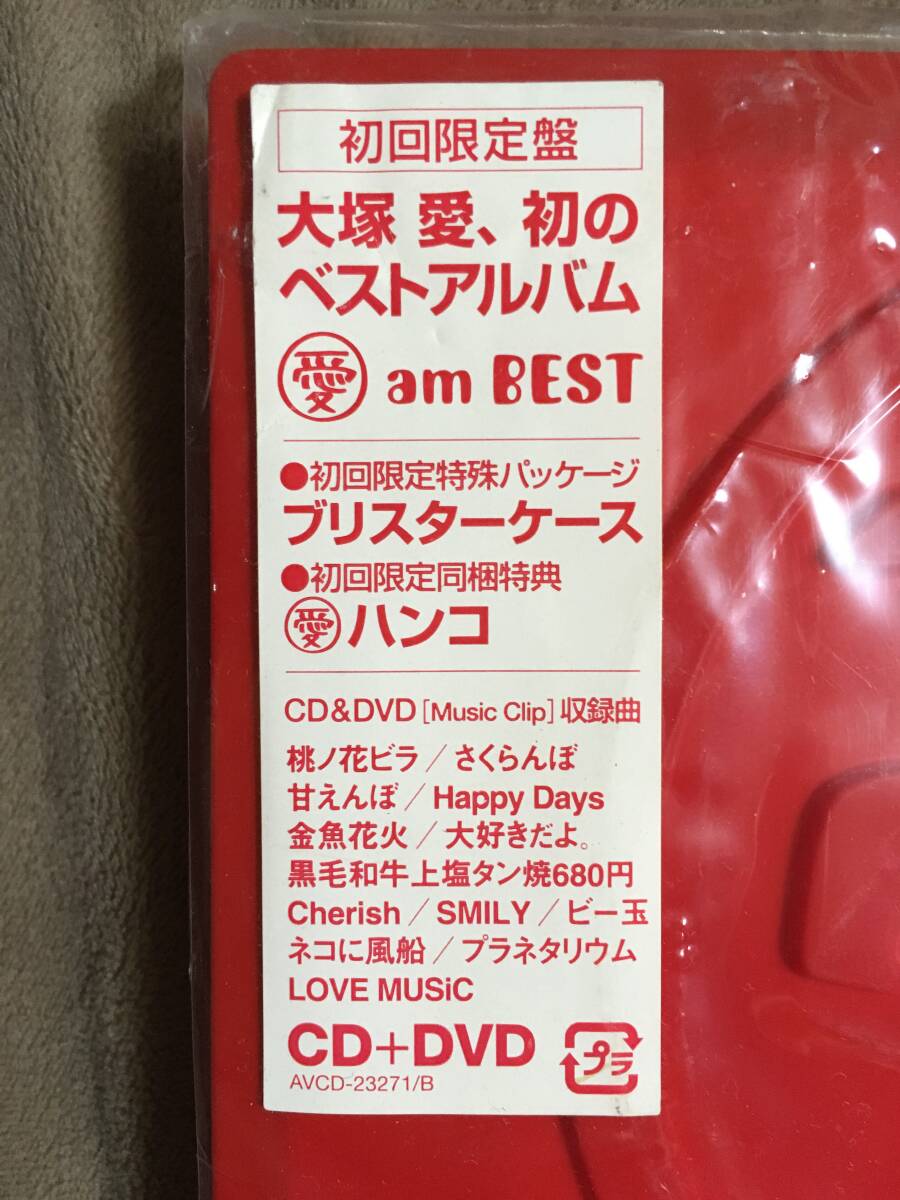 初回限定盤
大塚 愛、初の
ベストアルバム
愛 am BEST
●初回限定特殊パッケージ
ブリスターケース
●初回限定同梱特典
愛 ハンコ
CD&DVD [Music Clip] 収録曲
桃ノ花ビラ／さくらんぼ
甘えんぼ／Happy Days
金魚花火／大好きだよ。
黒毛和牛上塩タン焼680円
Cherish／SMILY／ビー玉
ネコに風船／プラネタリウム
LOVE MUSiC
CD+DVD
プラ
AVCD-23271/B